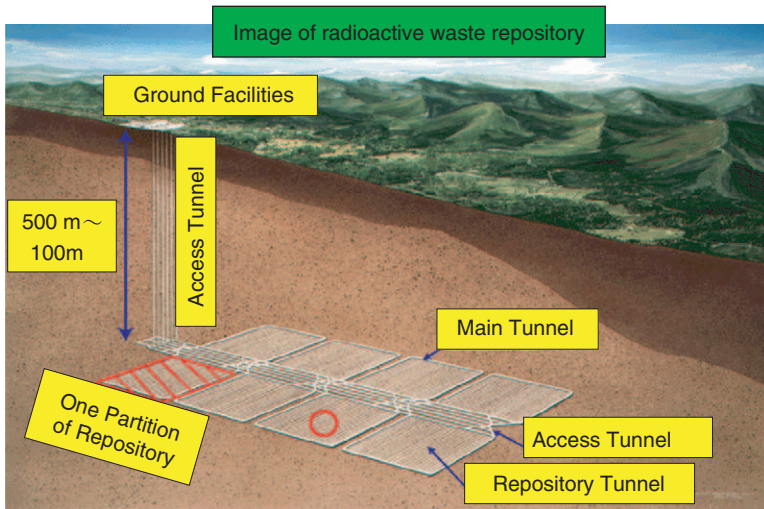 Image of radioactive waste repository
Ground Facilities
Access Tunnel
500 m～
100m
Main Tunnel
One Partition
of Repository
Access Tunnel
Repository Tunnel